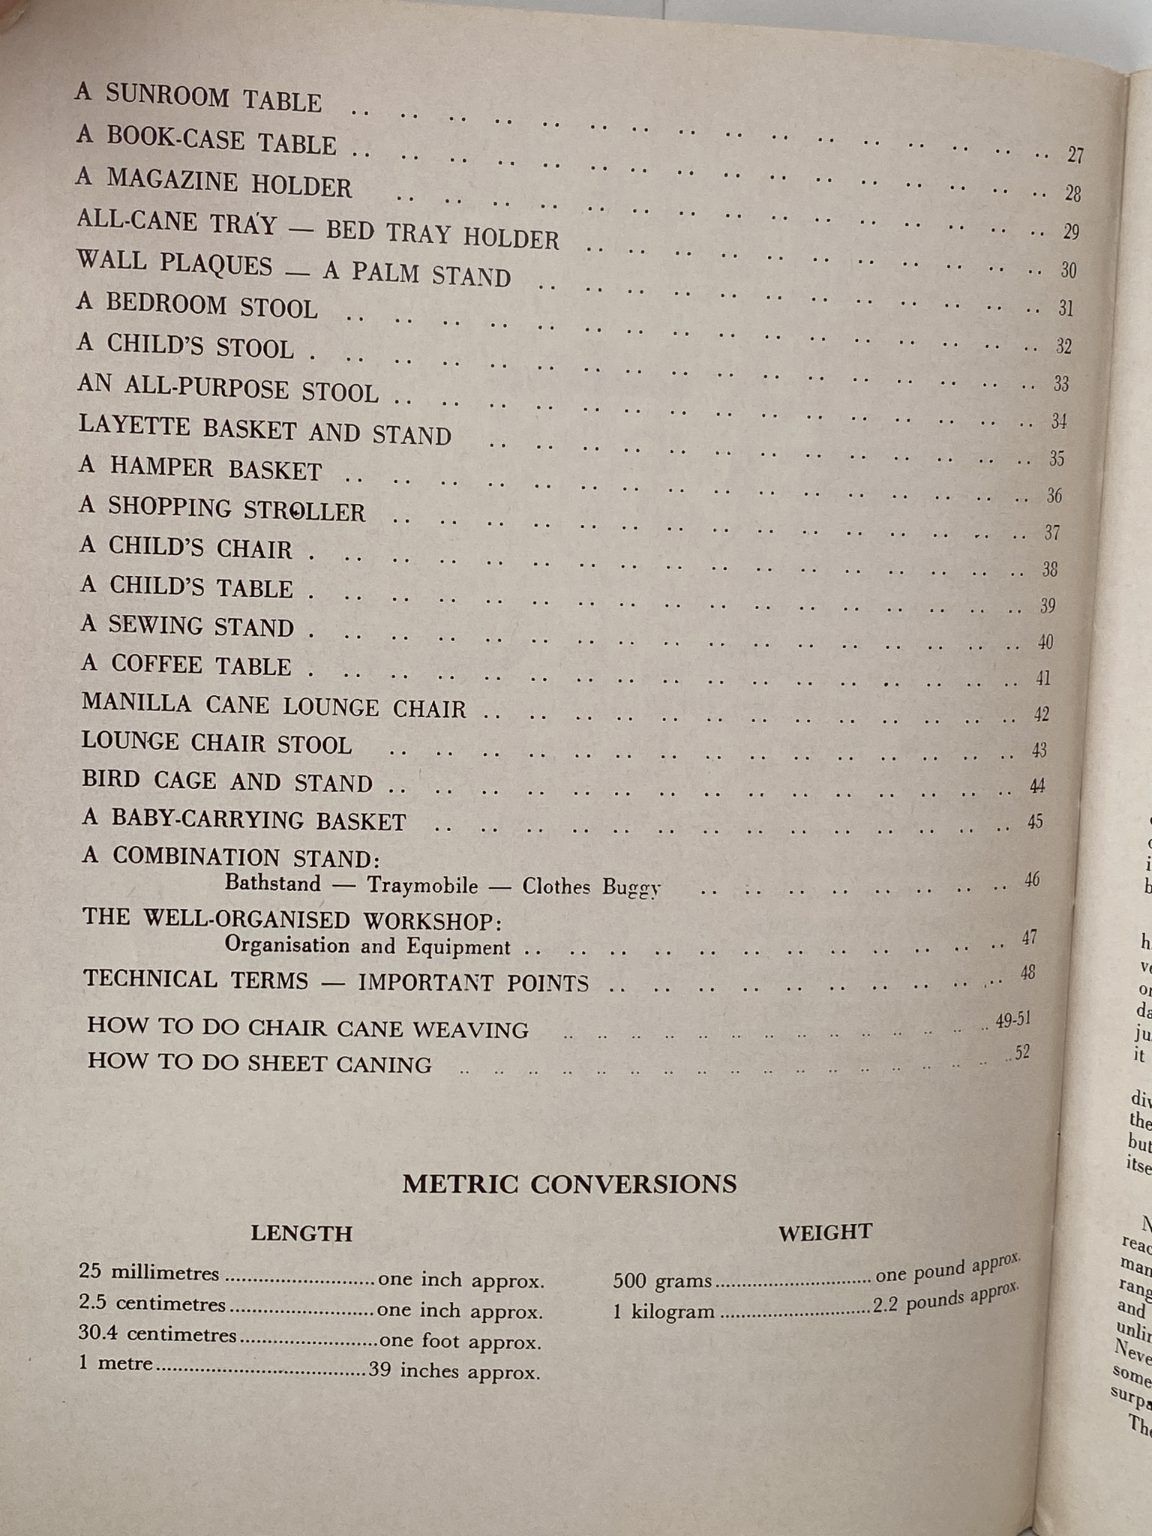 A SUNROOM TABLE .. .. .. .. .. .. .. .. .. .. .. .. .. .. .. 27
A BOOK-CASE TABLE .. .. .. .. .. .. .. .. .. .. .. .. .. .. .. 28
A MAGAZINE HOLDER .. .. .. .. .. .. .. .. .. .. .. .. .. .. 29
ALL-CANE TRAY — BED TRAY HOLDER .. .. .. .. .. .. .. .. .. .. 30
WALL PLAQUES — A PALM STAND .. .. .. .. .. .. .. .. .. .. .. 31
A BEDROOM STOOL .. .. .. .. .. .. .. .. .. .. .. .. .. .. .. 32
A CHILD'S STOOL . .. .. .. .. .. .. .. .. .. .. .. .. .. .. .. 33
AN ALL-PURPOSE STOOL .. .. .. .. .. .. .. .. .. .. .. .. .. .. 34
LAYETTE BASKET AND STAND .. .. .. .. .. .. .. .. .. .. .. .. 35
A HAMPER BASKET .. .. .. .. .. .. .. .. .. .. .. .. .. .. .. 36
A SHOPPING STROLLER .. .. .. .. .. .. .. .. .. .. .. .. .. .. 37
A CHILD'S CHAIR . .. .. .. .. .. .. .. .. .. .. .. .. .. .. .. 38
A CHILD'S TABLE . .. .. .. .. .. .. .. .. .. .. .. .. .. .. .. 39
A SEWING STAND . .. .. .. .. .. .. .. .. .. .. .. .. .. .. .. 40
A COFFEE TABLE . .. .. .. .. .. .. .. .. .. .. .. .. .. .. .. 41
MANILLA CANE LOUNGE CHAIR .. .. .. .. .. .. .. .. .. .. .. .. 42
LOUNGE CHAIR STOOL .. .. .. .. .. .. .. .. .. .. .. .. .. .. 43
BIRD CAGE AND STAND .. .. .. .. .. .. .. .. .. .. .. .. .. .. 44
A BABY-CARRYING BASKET .. .. .. .. .. .. .. .. .. .. .. .. .. 45
A COMBINATION STAND:
Bathstand — Traymobile — Clothes Buggy .. .. .. .. .. .. .. 46
THE WELL-ORGANISED WORKSHOP:
Organisation and Equipment .. .. .. .. .. .. .. .. .. .. .. 47
TECHNICAL TERMS — IMPORTANT POINTS .. .. .. .. .. .. .. .. .. 48
HOW TO DO CHAIR CANE WEAVING .. .. .. .. .. .. .. .. .. .. .. .. 49-51
HOW TO DO SHEET CANING .. .. .. .. .. .. .. .. .. .. .. .. .. .. .. .. 52
METRIC CONVERSIONS
LENGTH
25 millimetres ........................... one inch approx.
2.5 centimetres .......................... one inch approx.
30.4 centimetres ......................... one foot approx.
1 metre ...................................... 39 inches approx.
WEIGHT
500 grams ............................ one pound approx.
1 kilogram ........................... 2.2 pounds approx.
it
the
but
and
The